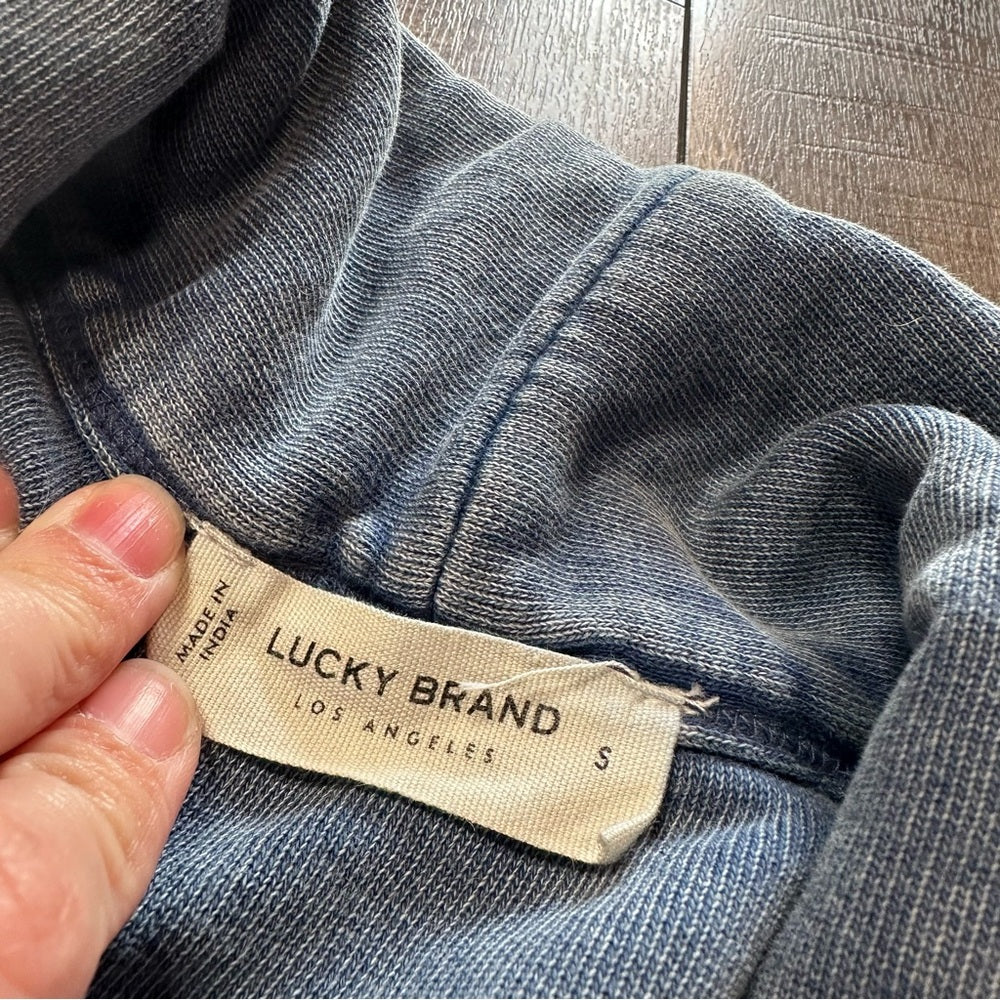 MADE IN
INDIA
LUCKY BRAND
LOS ANGELES
S